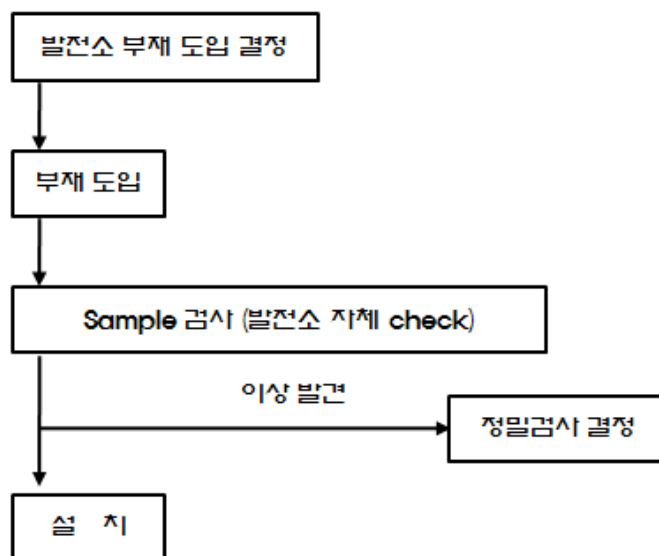 발전소 부재 도입 결정
부재 도입
Sample 검사 (발전소 자체 check)
이상 발견
정밀검사 결정
설 치